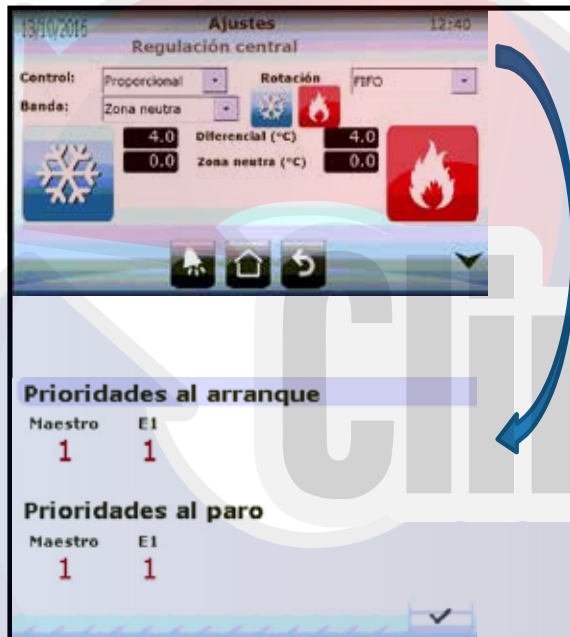 13/10/2016 Ajustes 12:40
Regulación central
Control: Proporcional Rotación FIFO
Banda: Zona neutra
4.0 Diferencial (°C) 4.0
0.0 Zona neutra (°C) 0.0
Prioridades al arranque
Maestro E1
1 1
Prioridades al paro
Maestro E1
1 1